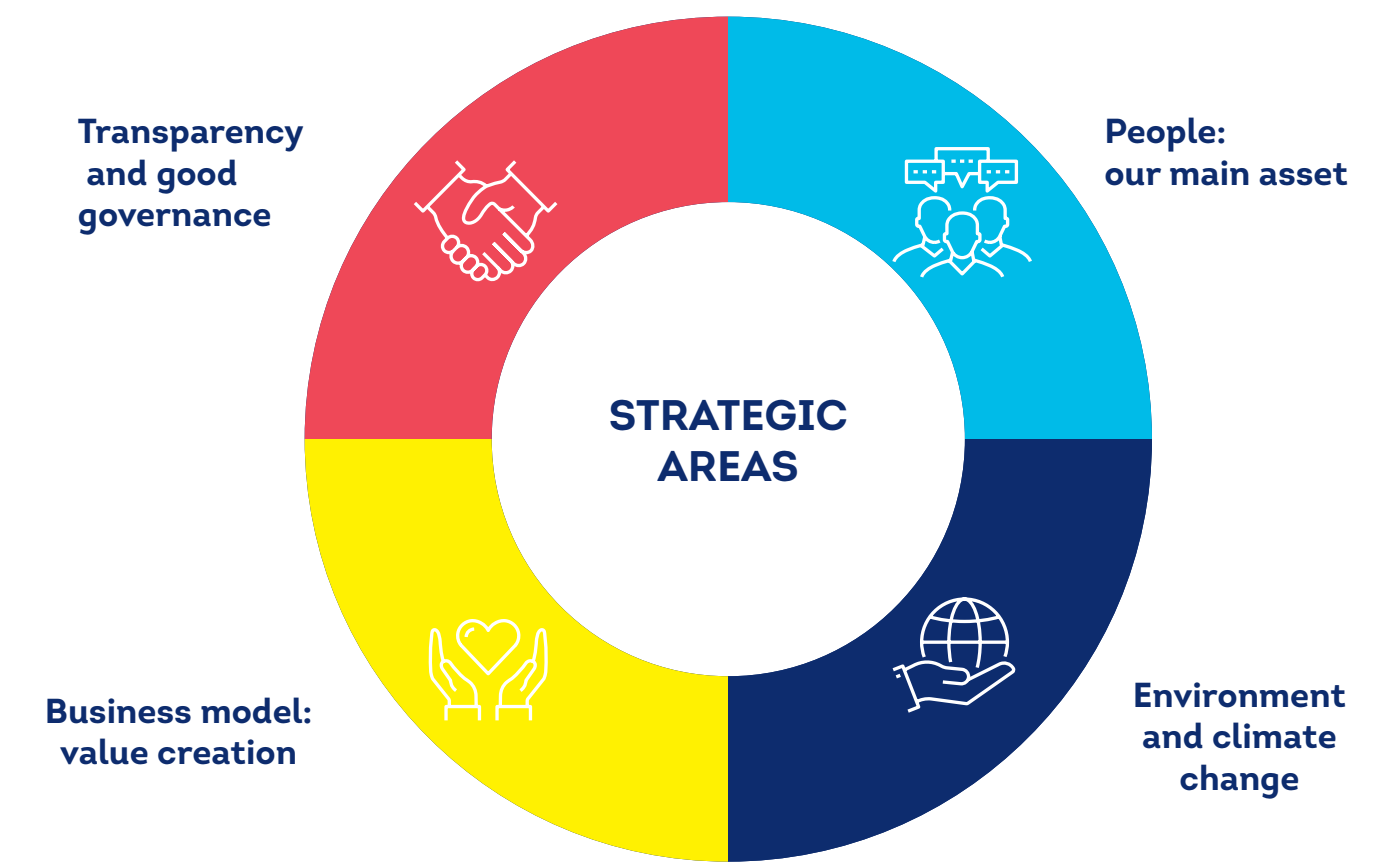 Transparency
and good
governance
People:
our main asset
STRATEGIC
AREAS
Business model:
value creation
Environment
and climate
change